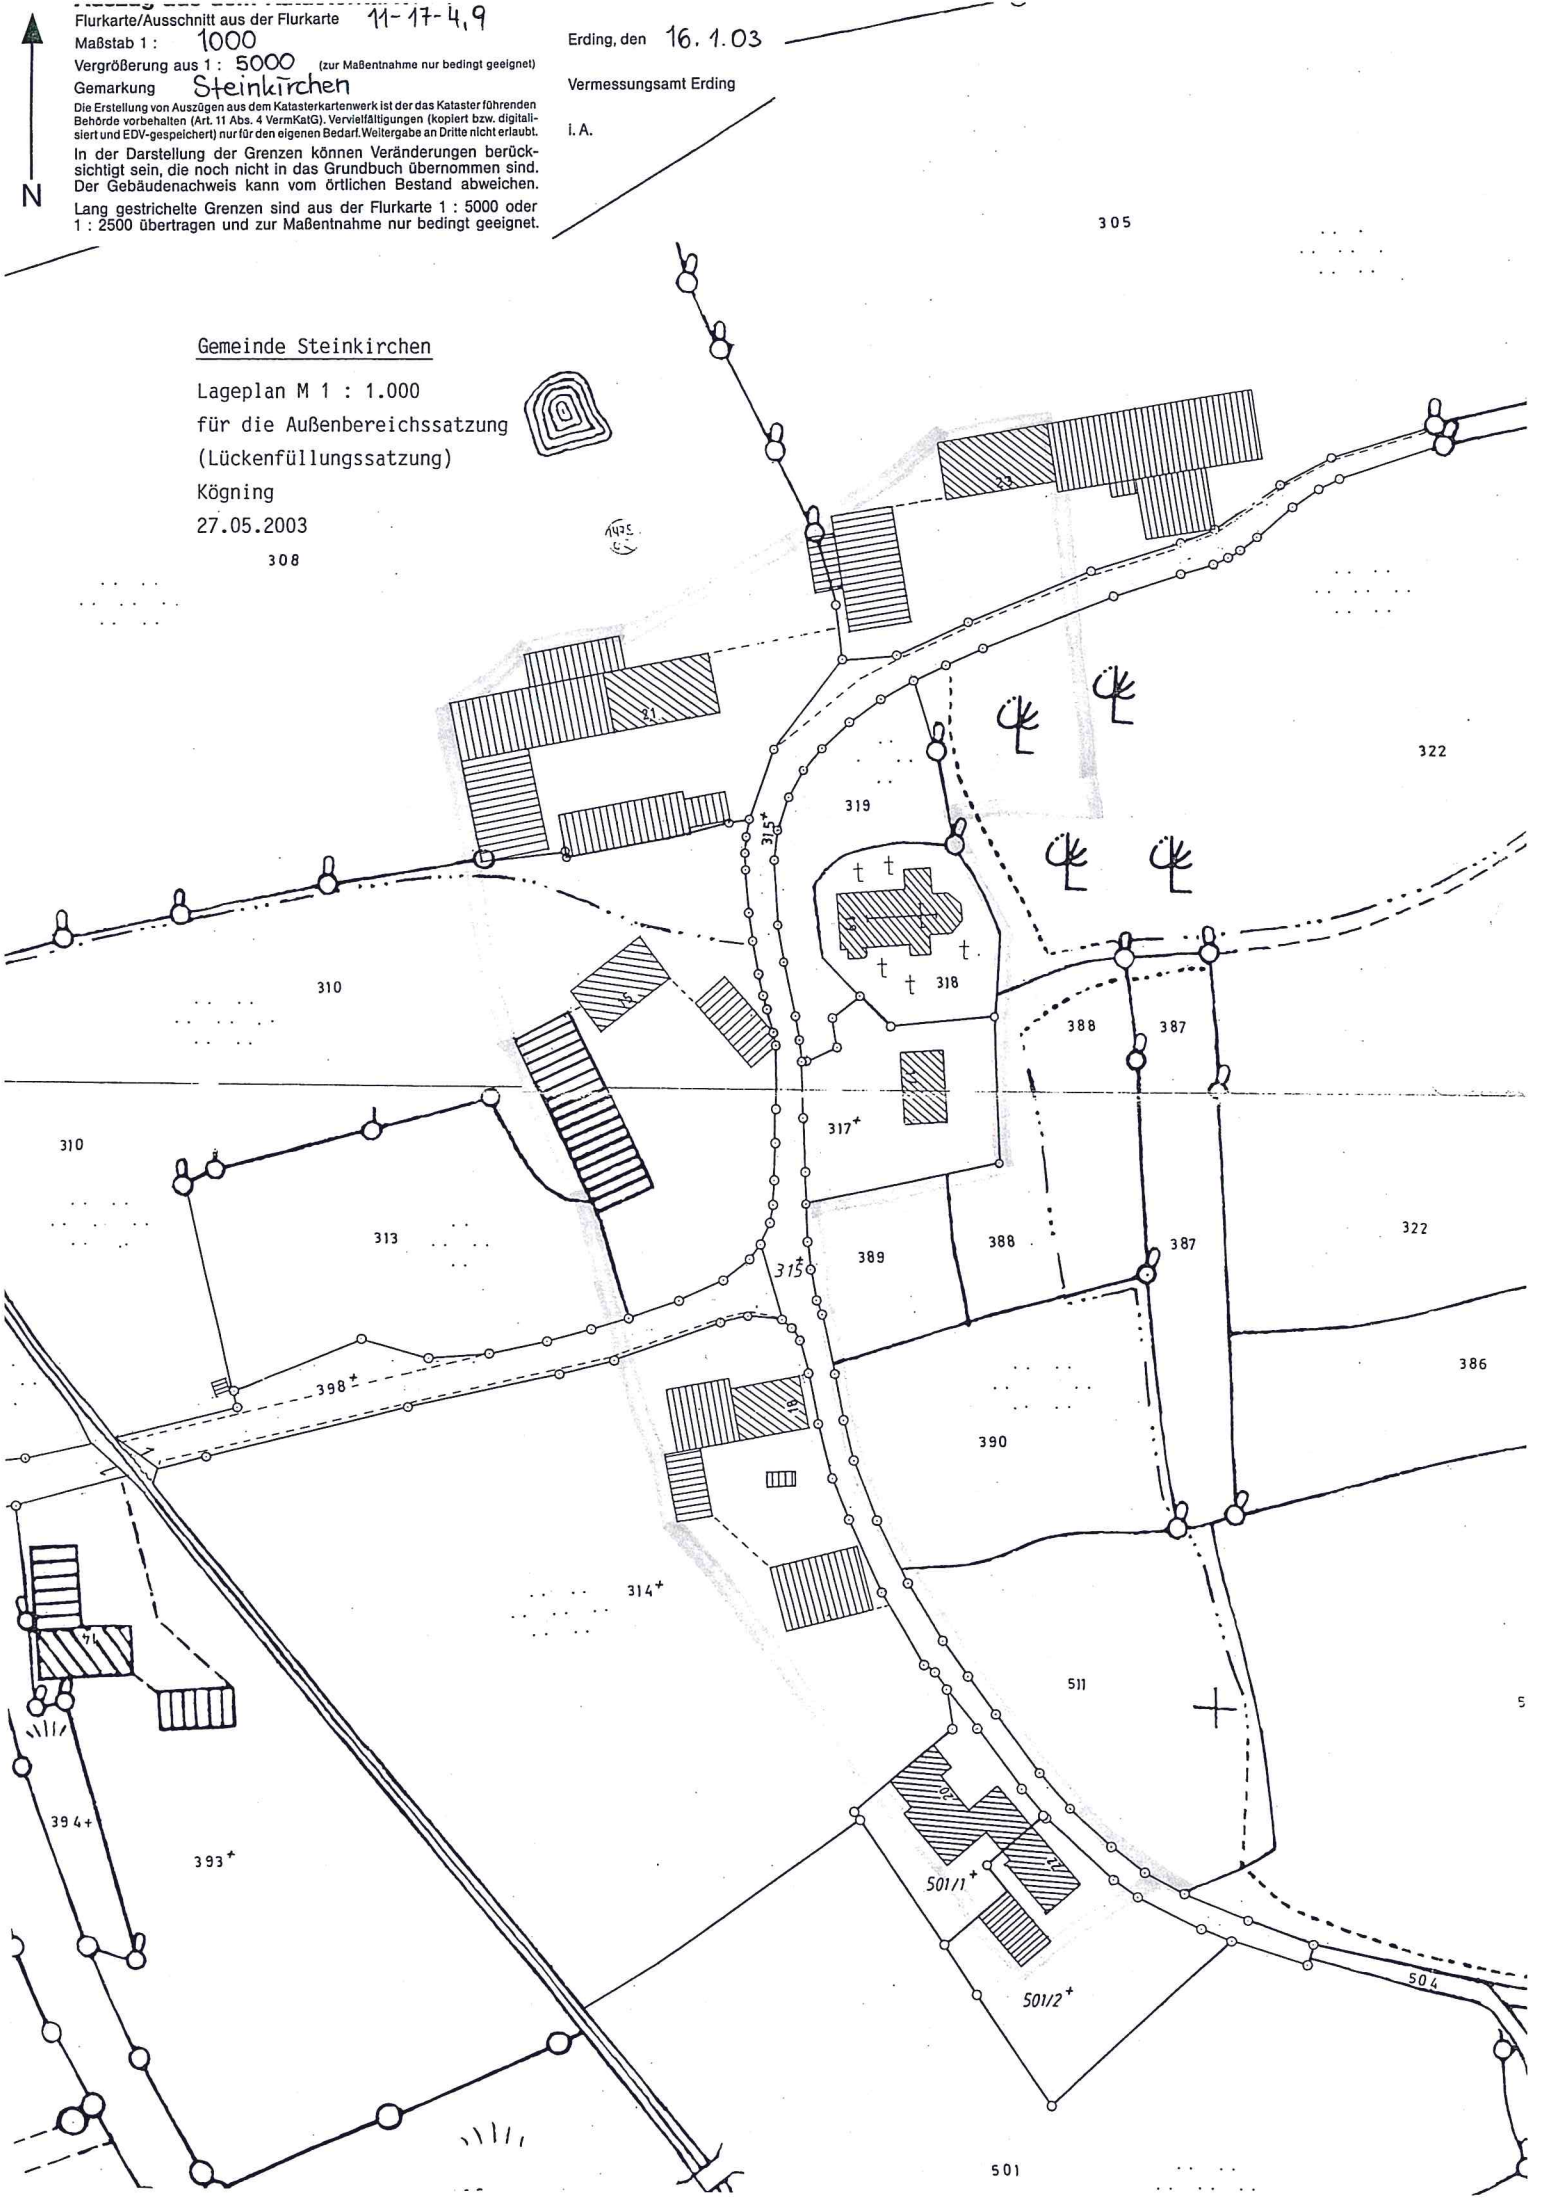 Flurkarte/Ausschnitt aus der Flurkarte 11-17-4,9
Maßstab 1 : 1000
Vergrößerung aus 1 : 5000 (zur Maßentnahme nur bedingt geeignet)
Gemarkung Steinkirchen
Die Erstellung von Auszügen aus dem Katasterkartenwerk ist der das Kataster führenden
Behörde vorbehalten (Art. 11 Abs. 4 VermKatG). Vervielfältigungen (kopiert bzw. digitali-
siert und EDV-gespeichert) nur für den eigenen Bedarf. Weitergabe an Dritte nicht erlaubt.
In der Darstellung der Grenzen können Veränderungen berück-
sichtigt sein, die noch nicht in das Grundbuch übernommen sind.
Der Gebäudenachweis kann vom örtlichen Bestand abweichen.
Lang gestrichelte Grenzen sind aus der Flurkarte 1 : 5000 oder
1 : 2500 übertragen und zur Maßentnahme nur bedingt geeignet.
N
Erding, den 16.1.03
Vermessungsamt Erding
i. A.
305
Gemeinde Steinkirchen
Lageplan M 1 : 1.000
für die Außenbereichssatzung
(Lückenfüllungssatzung)
Kögning
27.05.2003
308
23
21
322
319
315+
310
15
318
388
387
317+
310
313
389
388
387
322
315+
386
398+
18
390
314+
14
511
5
20
394+
393+
22
501/1+
501/2+
504
501